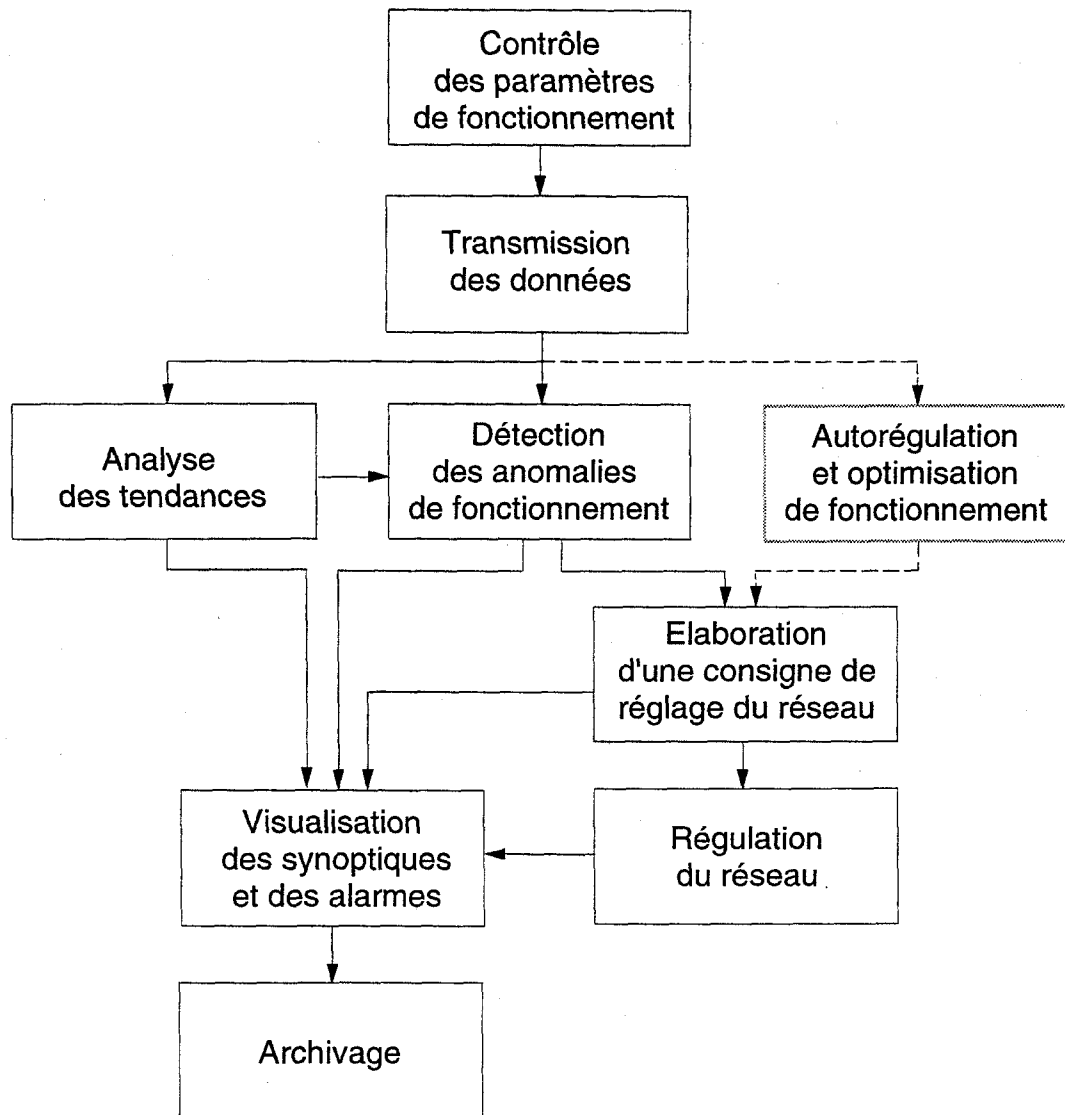 Contrôle
des paramètres
de fonctionnement
Transmission
des données
Analyse
des tendances
Détection
des anomalies
de fonctionnement
Autorégulation
et optimisation
de fonctionnement
Elaboration
d'une consigne de
réglage du réseau
Visualisation
des synoptiques
et des alarmes
Régulation
du réseau
Archivage